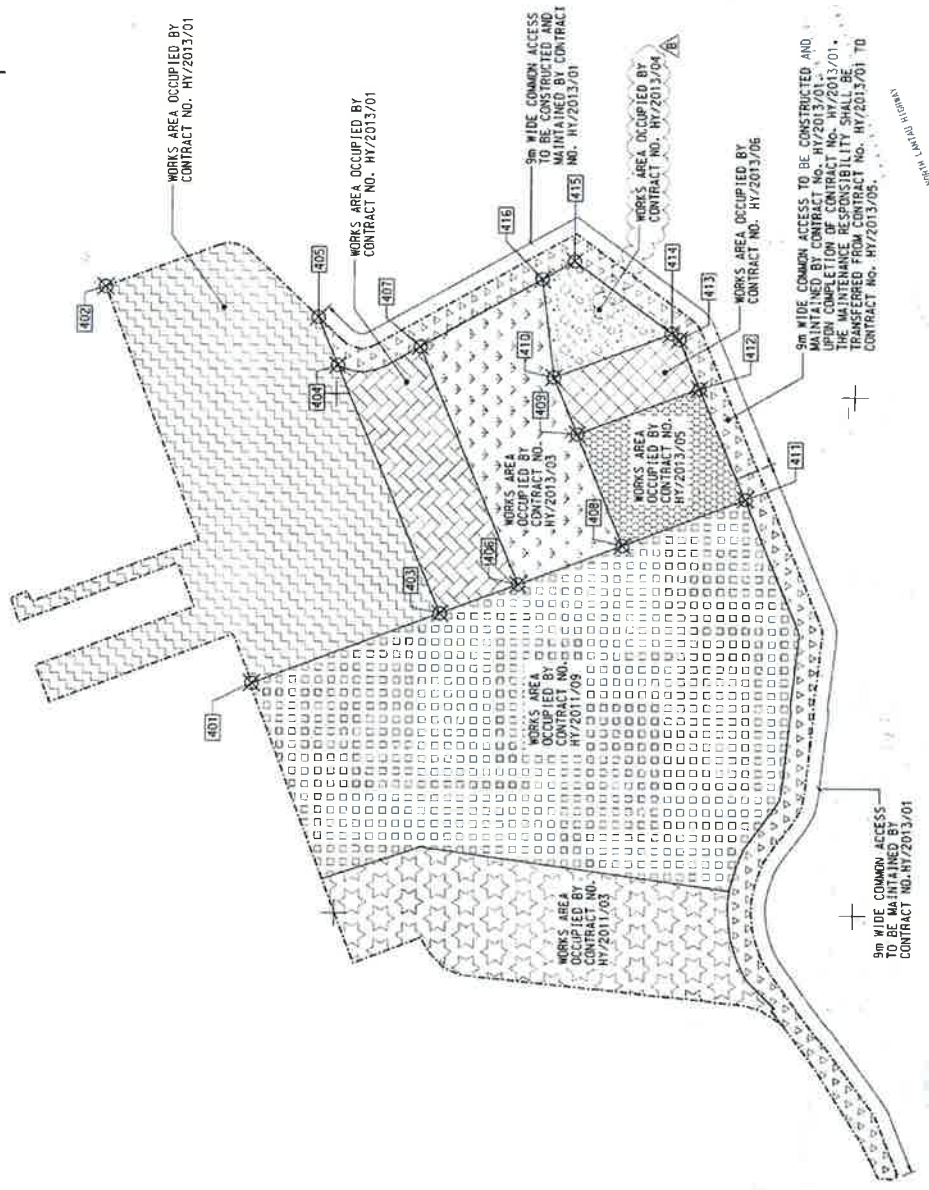 WORKS AREA OCCUPIED BY
CONTRACT NO. HY/2013/01
402
WORKS AREA OCCUPIED BY
CONTRACT NO. HY/2013/01
405
404
407
9m WIDE COMMON ACCESS
TO BE CONSTRUCTED AND
MAINTAINED BY CONTRACT
NO. HY/2013/01
416
415
WORKS AREA OCCUPIED BY
CONTRACT NO. HY/2013/04
B
410
409
414
413
412
WORKS AREA OCCUPIED BY
CONTRACT NO. HY/2013/06
401
403
406
WORKS AREA
OCCUPIED BY
CONTRACT NO.
HY/2013/03
408
WORKS AREA
OCCUPIED BY
CONTRACT NO.
HY/2013/05
411
9m WIDE COMMON ACCESS TO BE CONSTRUCTED AND
MAINTAINED BY CONTRACT No. HY/2013/01.
UPON COMPLETION OF CONTRACT No. HY/2013/01,
THE MAINTENANCE RESPONSIBILITY SHALL BE
TRANSFERRED FROM CONTRACT No. HY/2013/01 TO
CONTRACT No. HY/2013/05.
NORTH LANTAU HIGHWAY
WORKS AREA
OCCUPIED BY
CONTRACT NO.
HY/2011/09
WORKS AREA
OCCUPIED BY
CONTRACT NO.
HY/2011/03
9m WIDE COMMON ACCESS
TO BE MAINTAINED BY
CONTRACT NO.HY/2013/01